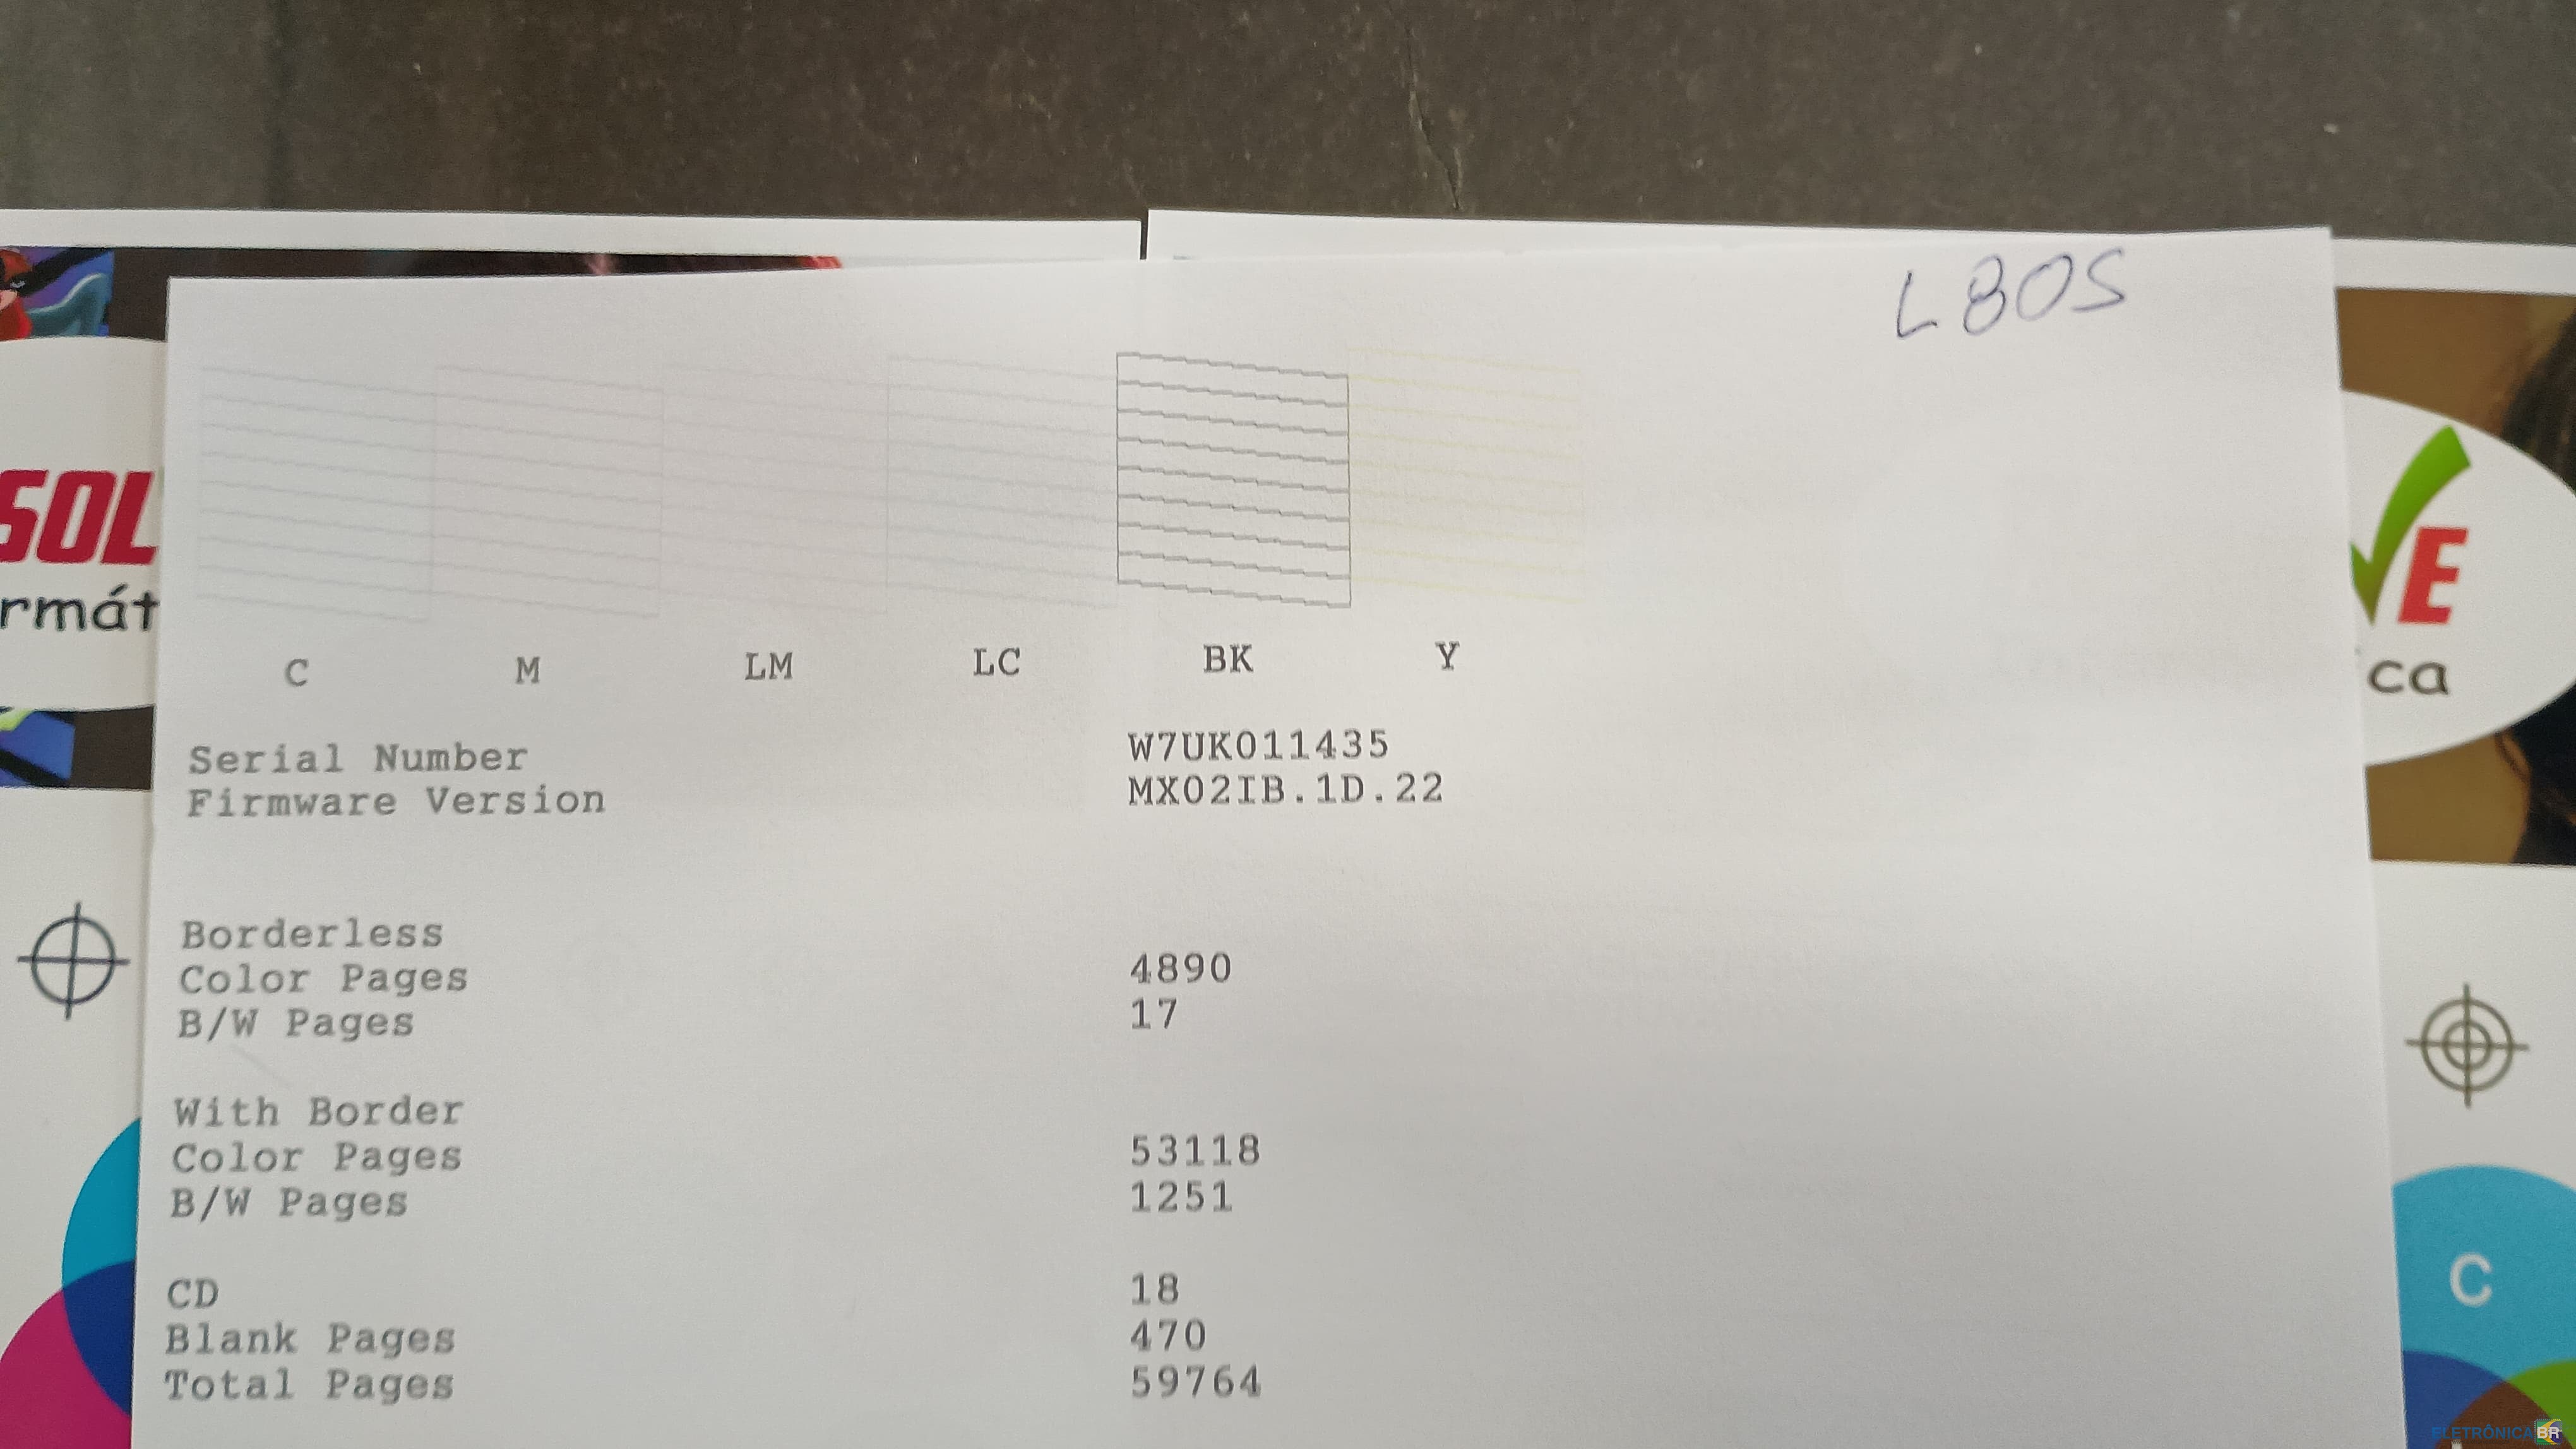 L805
SOL
rmát
E
ca
C M LM LC BK Y
Serial Number W7UK011435
Firmware Version MX02IB.1D.22
Borderless
Color Pages 4890
B/W Pages 17
With Border
Color Pages 53118
B/W Pages 1251
CD 18
Blank Pages 470
Total Pages 59764
C
ELETRÔNICABR